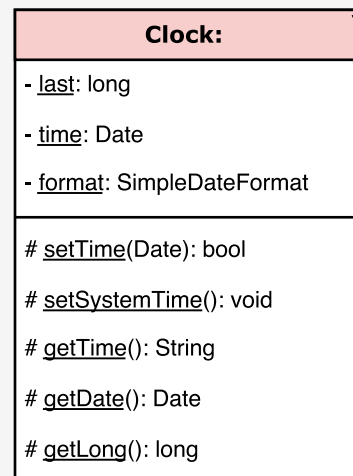 Clock:
- last: long
- time: Date
- format: SimpleDateFormat
# setTime(Date): bool
# setSystemTime(): void
# getTime(): String
# getDate(): Date
# getLong(): long